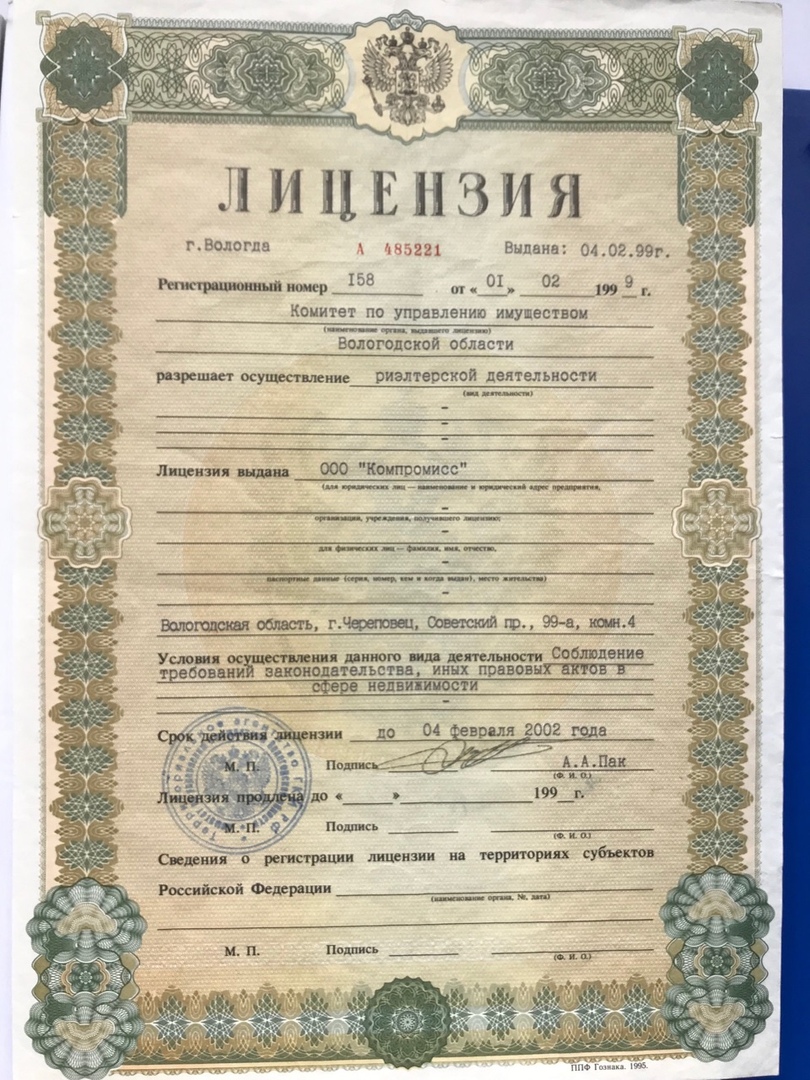 ЛИЦЕНЗИЯ
г.Вологда А 485221 Выдана: 04.02.99г.
Регистрационный номер I58 от «0I» 02 1999 г.
Комитет по управлению имуществом
(наименование органа, выдавшего лицензию)
Вологодской области
разрешает осуществление риэлтерской деятельности
(вид деятельности)
–
–
–
Лицензия выдана ООО "Компромисс"
(для юридических лиц — наименование и юридический адрес предприятия,
–
организации, учреждения, получившего лицензию;
–
для физических лиц — фамилия, имя, отчество,
–
паспортные данные (серия, номер, кем и когда выдан), место жительства)
–
Вологодская область, г.Череповец, Советский пр., 99-а, комн.4
Условия осуществления данного вида деятельности Соблюдение
требований законодательства, иных правовых актов в
сфере недвижимости
–
Срок действия лицензии до 04 февраля 2002 года
М. П. Подпись А.А.Пак
(Ф. И. О.)
Лицензия продлена до « » 199 г.
М. П. Подпись
(Ф. И. О.)
Сведения о регистрации лицензии на территориях субъектов
Российской Федерации
(наименование органа, №, дата)
М. П. Подпись
(Ф. И. О.)
ППФ Гознака. 1995.